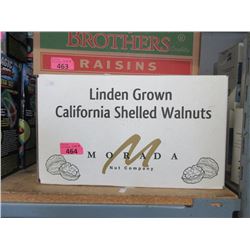 BROTHERS
463
RAISINS
Linden Grown
California Shelled Walnuts
MORADA
Nut Company
464